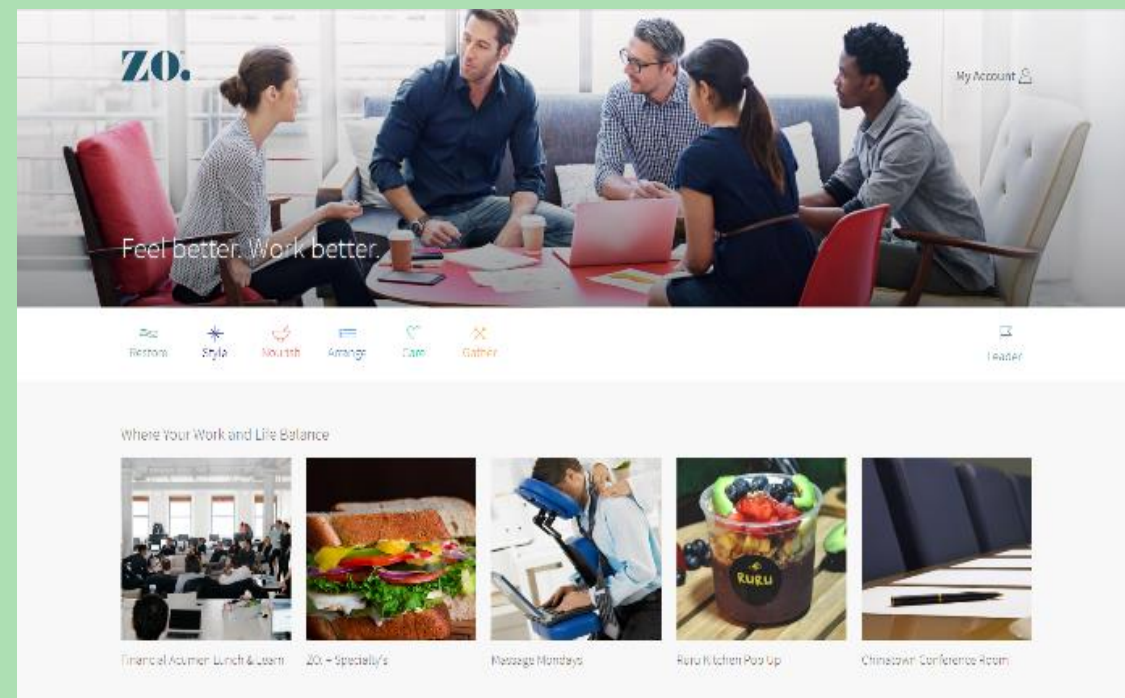 ZO.
My Account
Feel better. Work better.
Restore
Style
Nourish
Arrange
Care
Gather
Leader
Where Your Work and Life Balance
Financial Acumen Lunch & Learn
ZO. + Specialty's
Massage Mondays
RURU
Ruru Kitchen Pop Up
Chinatown Conference Room